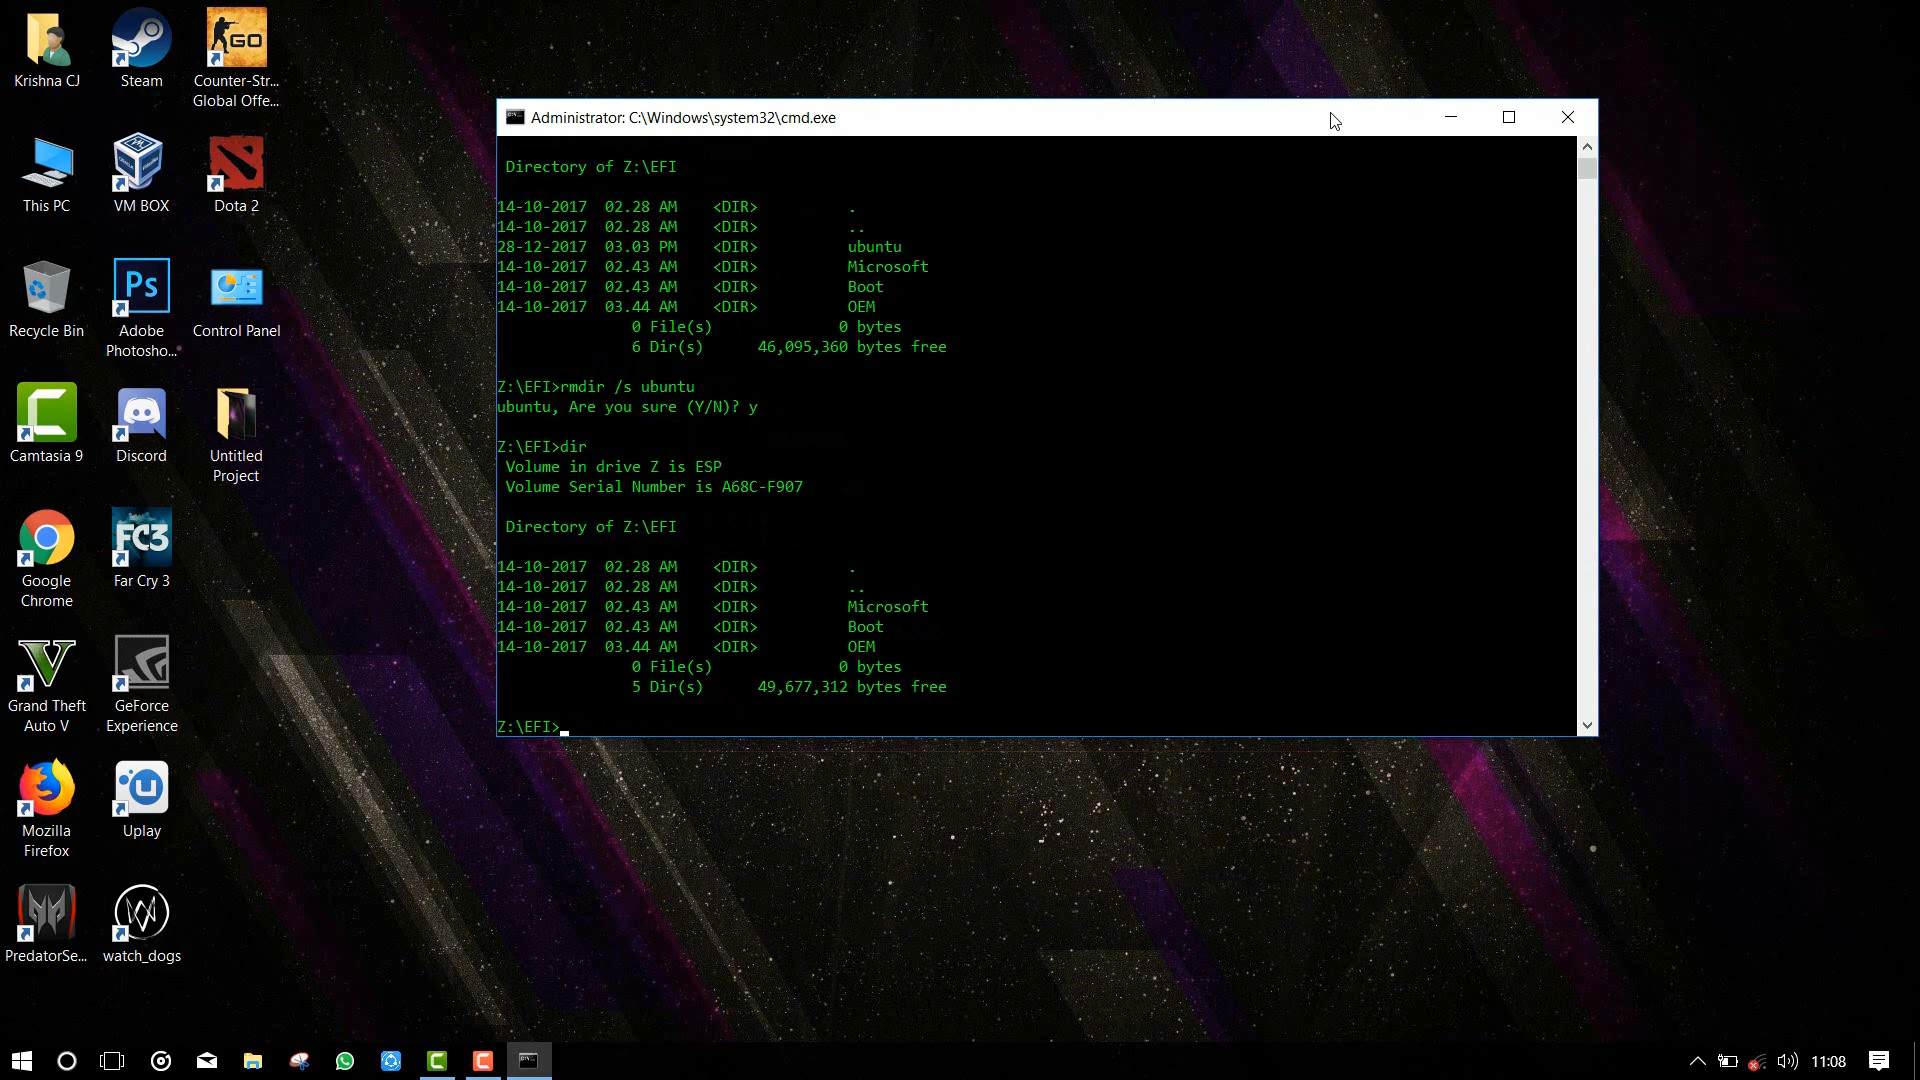 Krishna CJ
Steam
GO
Counter-Str...
Global Offe...
This PC
VM BOX
Dota 2
Recycle Bin
Ps
Adobe
Photosho...
Control Panel
Camtasia 9
Discord
Untitled
Project
Google
Chrome
FC3
Far Cry 3
V
Grand Theft
Auto V
GeForce
Experience
Mozilla
Firefox
Uplay
PredatorSe...
watch_dogs
Administrator: C:\Windows\system32\cmd.exe
Directory of Z:\EFI
14-10-2017 02.28 AM <DIR> .
14-10-2017 02.28 AM <DIR> ..
28-12-2017 03.03 PM <DIR> ubuntu
14-10-2017 02.43 AM <DIR> Microsoft
14-10-2017 02.43 AM <DIR> Boot
14-10-2017 03.44 AM <DIR> OEM
0 File(s) 0 bytes
6 Dir(s) 46,095,360 bytes free
Z:\EFI>rmdir /s ubuntu
ubuntu, Are you sure (Y/N)? y
Z:\EFI>dir
Volume in drive Z is ESP
Volume Serial Number is A68C-F907
Directory of Z:\EFI
14-10-2017 02.28 AM <DIR> .
14-10-2017 02.28 AM <DIR> ..
14-10-2017 02.43 AM <DIR> Microsoft
14-10-2017 02.43 AM <DIR> Boot
14-10-2017 03.44 AM <DIR> OEM
0 File(s) 0 bytes
5 Dir(s) 49,677,312 bytes free
Z:\EFI>
11:08